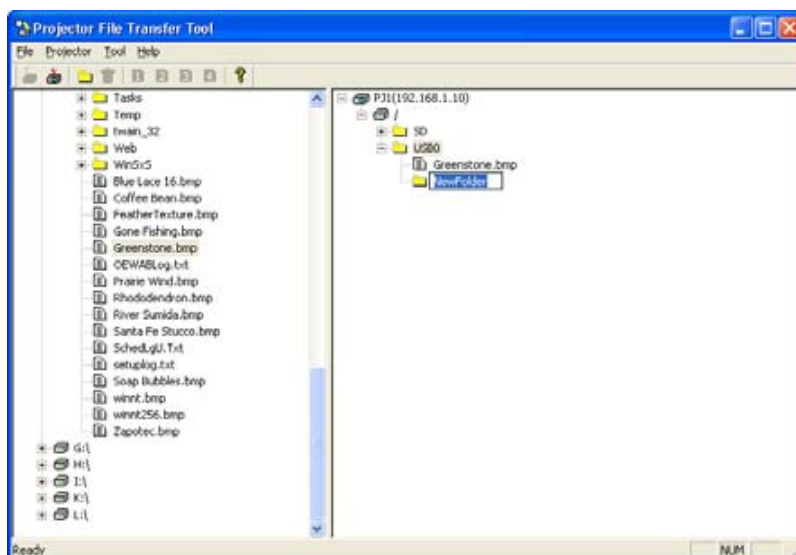 Projector File Transfer Tool
File Projector Tool Help
Tasks
Temp
twain_32
Web
WinSxS
Blue Lace 16.bmp
Coffee Bean.bmp
FeatherTexture.bmp
Gone Fishing.bmp
Greenstone.bmp
OEWABLog.txt
Prairie Wind.bmp
Rhododendron.bmp
River Sumida.bmp
Santa Fe Stucco.bmp
SchedLgU.Txt
setuplog.txt
Soap Bubbles.bmp
winnt.bmp
winnt256.bmp
Zapotec.bmp
G:\
H:\
I:\
K:\
L:\
PJ1(192.168.1.10)
/
SD
USB0
Greenstone.bmp
NewFolder
Ready
NUM